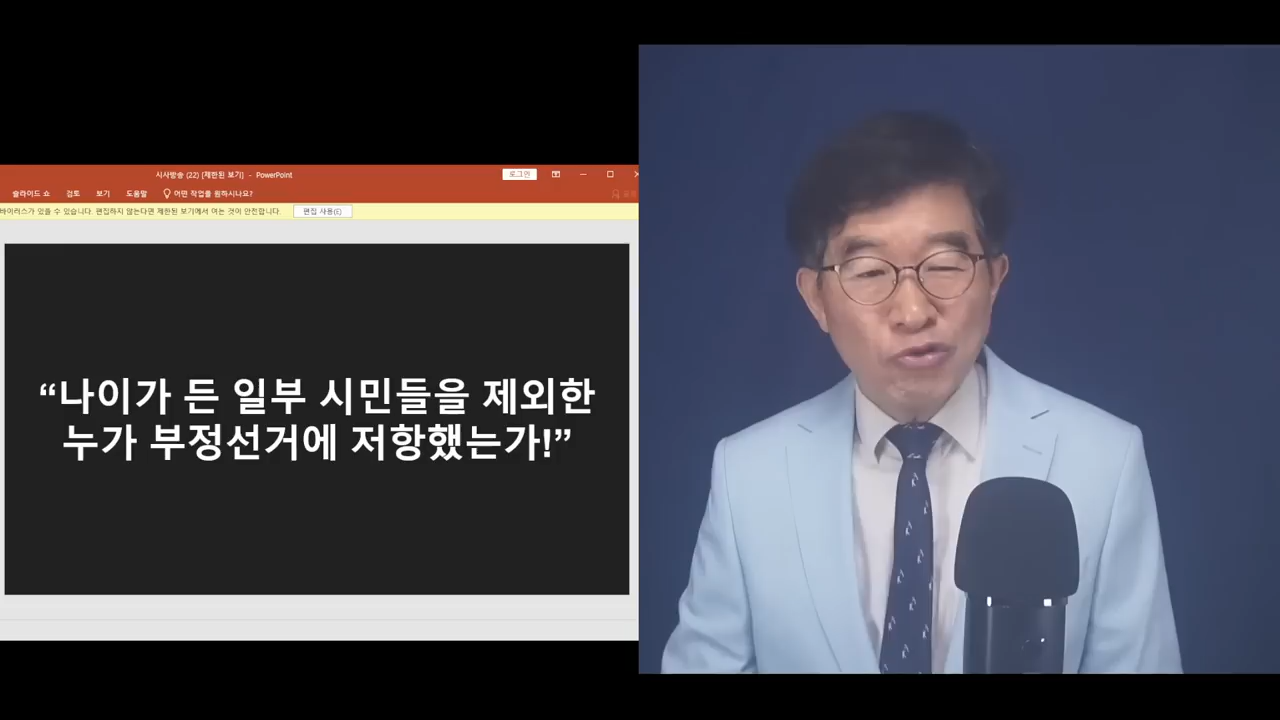 시사방송 (22) [제한된 보기] - PowerPoint
로그인
슬라이드 쇼 검토 보기 도움말 어떤 작업을 원하시나요?
바이러스가 있을 수 있습니다. 편집하지 않는다면 제한된 보기에서 여는 것이 안전합니다. 편집 사용(E)
“나이가 든 일부 시민들을 제외한
누가 부정선거에 저항했는가!”